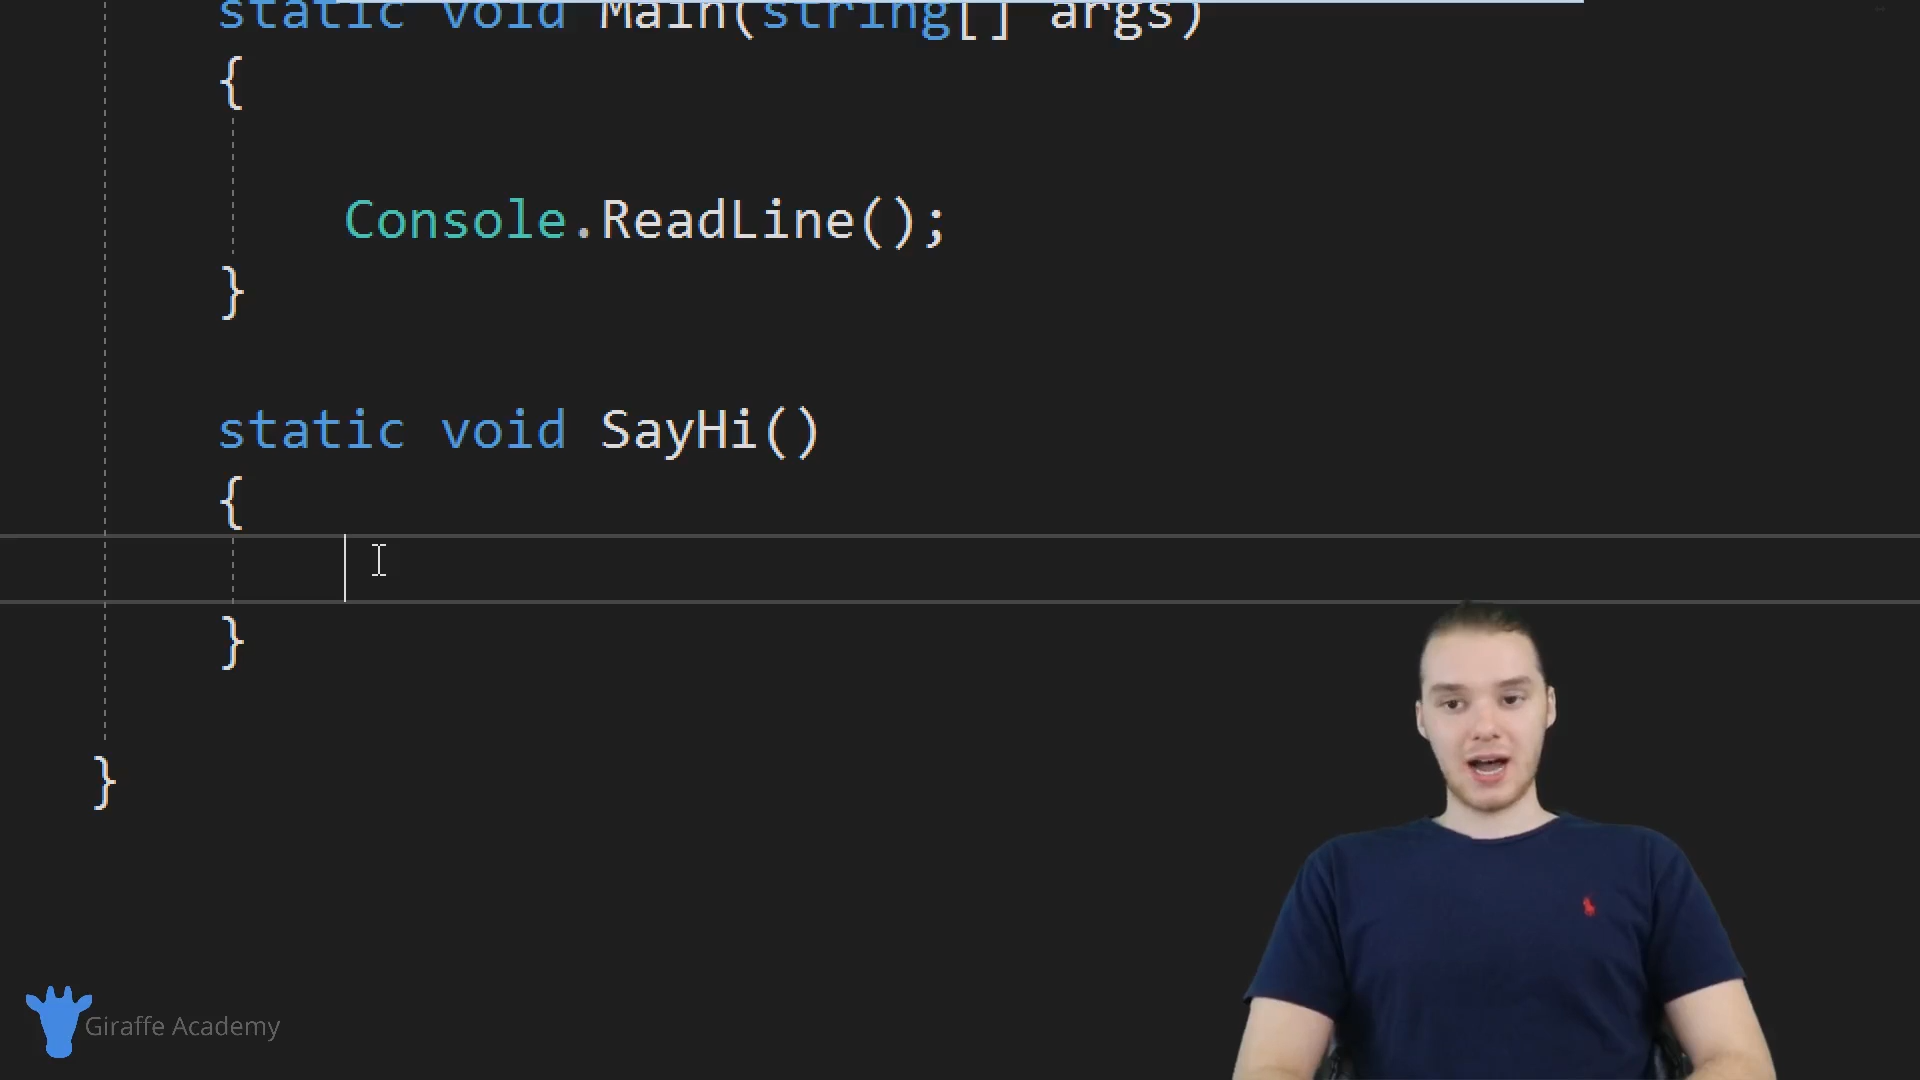 static void Main(string[] args)
{
Console.ReadLine();
}
static void SayHi()
{
}
}
Giraffe Academy